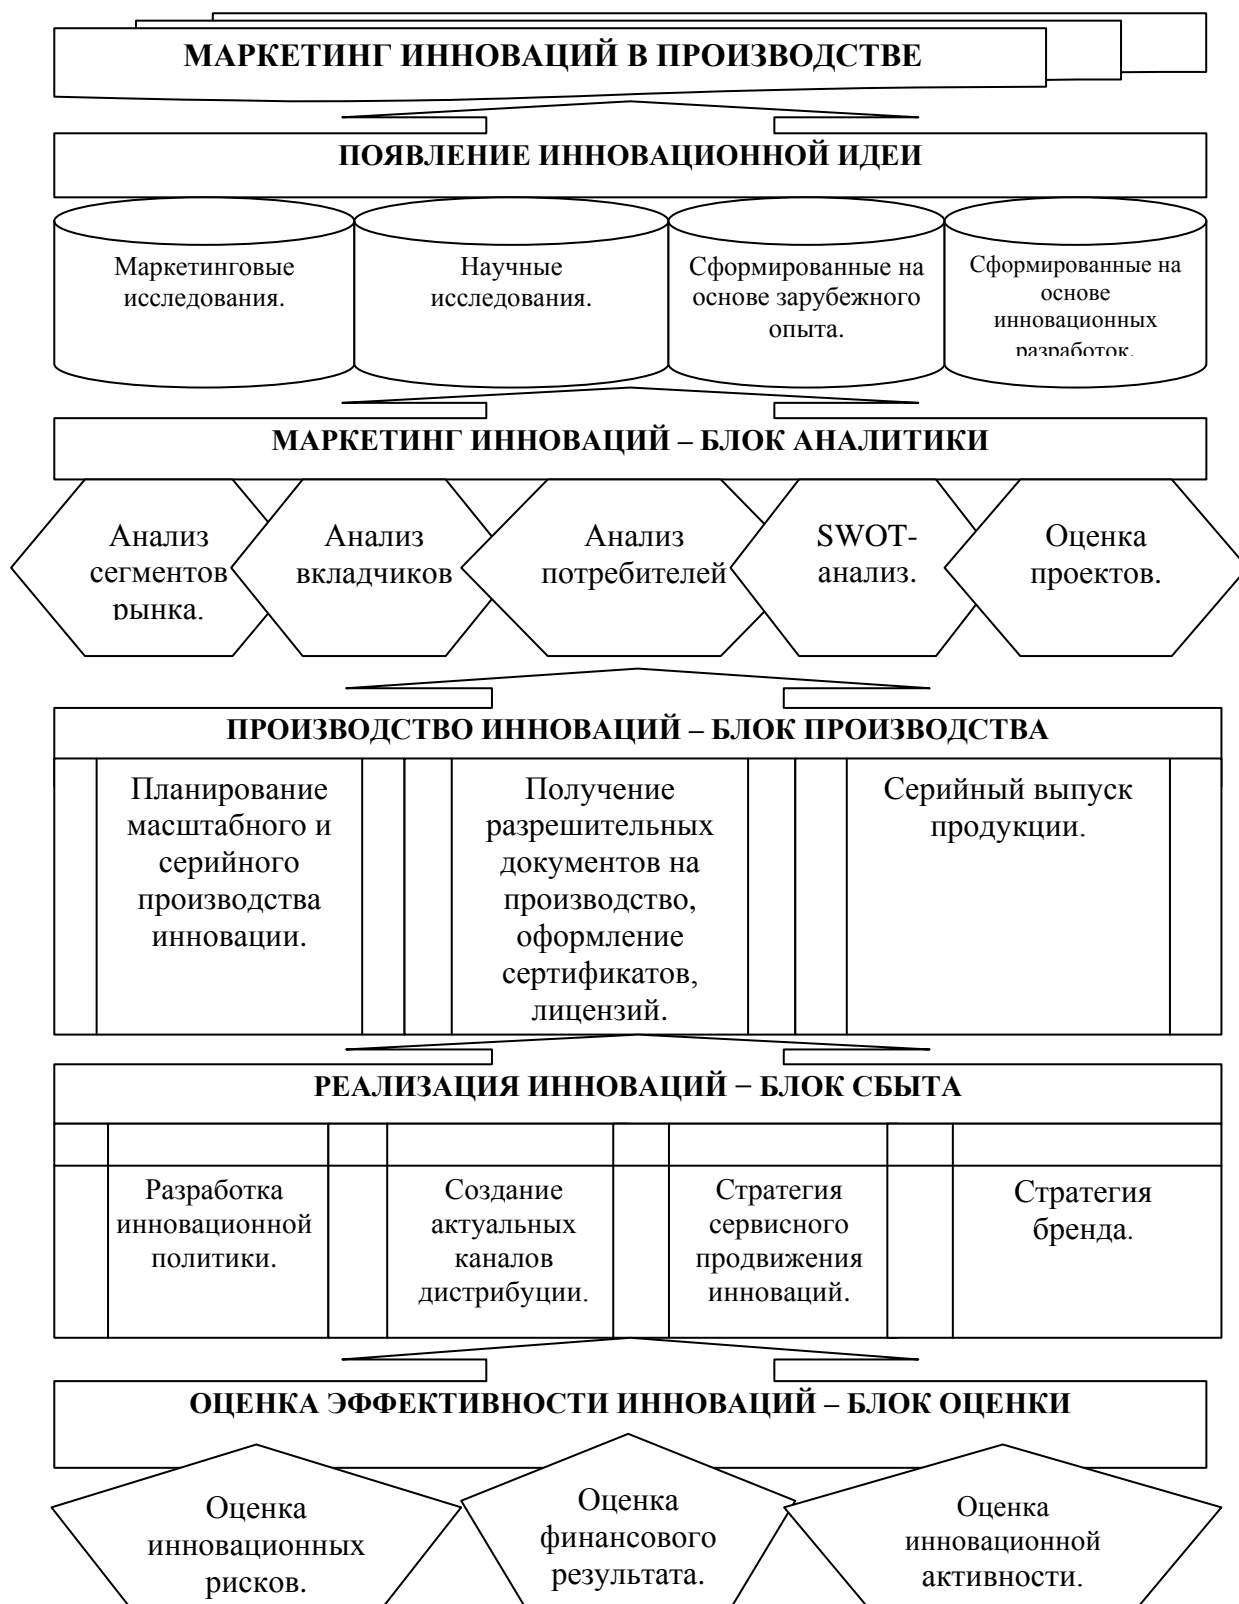 МАРКЕТИНГ ИННОВАЦИЙ В ПРОИЗВОДСТВЕ
ПОЯВЛЕНИЕ ИННОВАЦИОННОЙ ИДЕИ
Маркетинговые
исследования.
Научные
исследования.
Сформированные на
основе зарубежного
опыта.
Сформированные на
основе
инновационных
разработок.
МАРКЕТИНГ ИННОВАЦИЙ – БЛОК АНАЛИТИКИ
Анализ
сегментов
рынка.
Анализ
вкладчиков
Анализ
потребителей
SWOT-
анализ.
Оценка
проектов.
ПРОИЗВОДСТВО ИННОВАЦИЙ – БЛОК ПРОИЗВОДСТВА
Планирование
масштабного и
серийного
производства
инновации.
Получение
разрешительных
документов на
производство,
оформление
сертификатов,
лицензий.
Серийный выпуск
продукции.
РЕАЛИЗАЦИЯ ИННОВАЦИЙ – БЛОК СБЫТА
Разработка
инновационной
политики.
Создание
актуальных
каналов
дистрибуции.
Стратегия
сервисного
продвижения
инноваций.
Стратегия
бренда.
ОЦЕНКА ЭФФЕКТИВНОСТИ ИННОВАЦИЙ – БЛОК ОЦЕНКИ
Оценка
инновационных
рисков.
Оценка
финансового
результата.
Оценка
инновационной
активности.